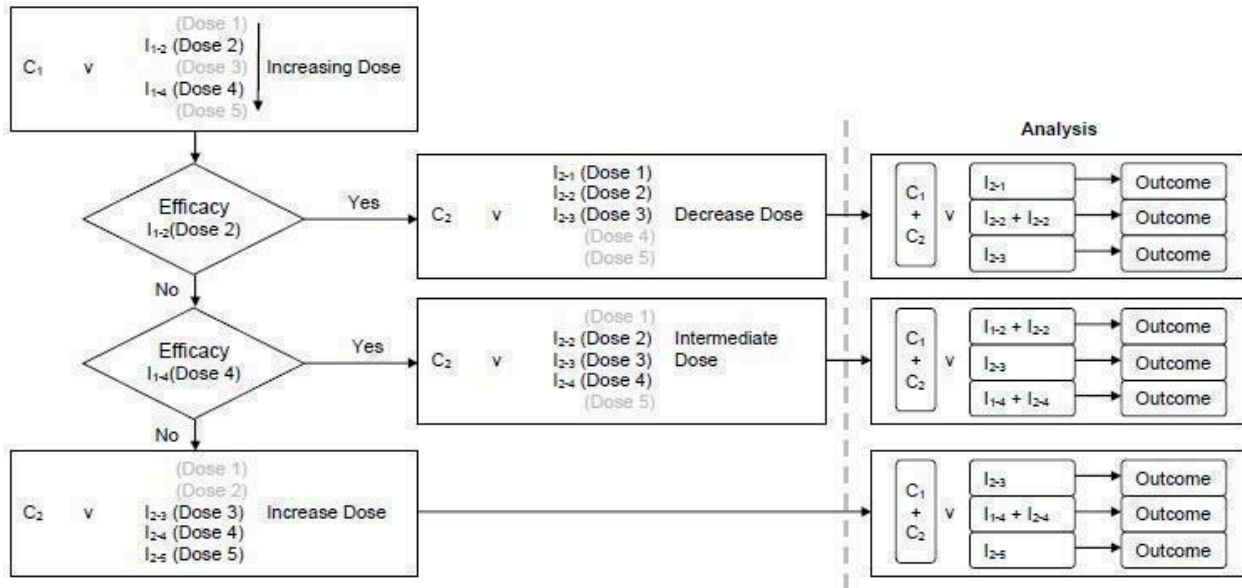 (Dose 1)
I₁₋₂ (Dose 2)
C₁ v (Dose 3) Increasing Dose
I₁₋₄ (Dose 4)
(Dose 5)
Analysis
Efficacy
I₁₋₂(Dose 2)
Yes
No
I₂₋₁ (Dose 1)
I₂₋₂ (Dose 2)
C₂ v I₂₋₃ (Dose 3) Decrease Dose
(Dose 4)
(Dose 5)
C₁
+
C₂
v
I₂₋₁ Outcome
I₂₋₂ + I₂₋₂ Outcome
I₂₋₃ Outcome
Efficacy
I₁₋₄(Dose 4)
Yes
No
(Dose 1)
I₂₋₂ (Dose 2) Intermediate
C₂ v I₂₋₃ (Dose 3) Dose
I₂₋₄ (Dose 4)
(Dose 5)
C₁
+
C₂
v
I₁₋₂ + I₂₋₂ Outcome
I₂₋₃ Outcome
I₁₋₄ + I₂₋₄ Outcome
(Dose 1)
(Dose 2)
C₂ v I₂₋₃ (Dose 3) Increase Dose
I₂₋₄ (Dose 4)
I₂₋₅ (Dose 5)
C₁
+
C₂
v
I₂₋₃ Outcome
I₁₋₄ + I₂₋₄ Outcome
I₂₋₅ Outcome